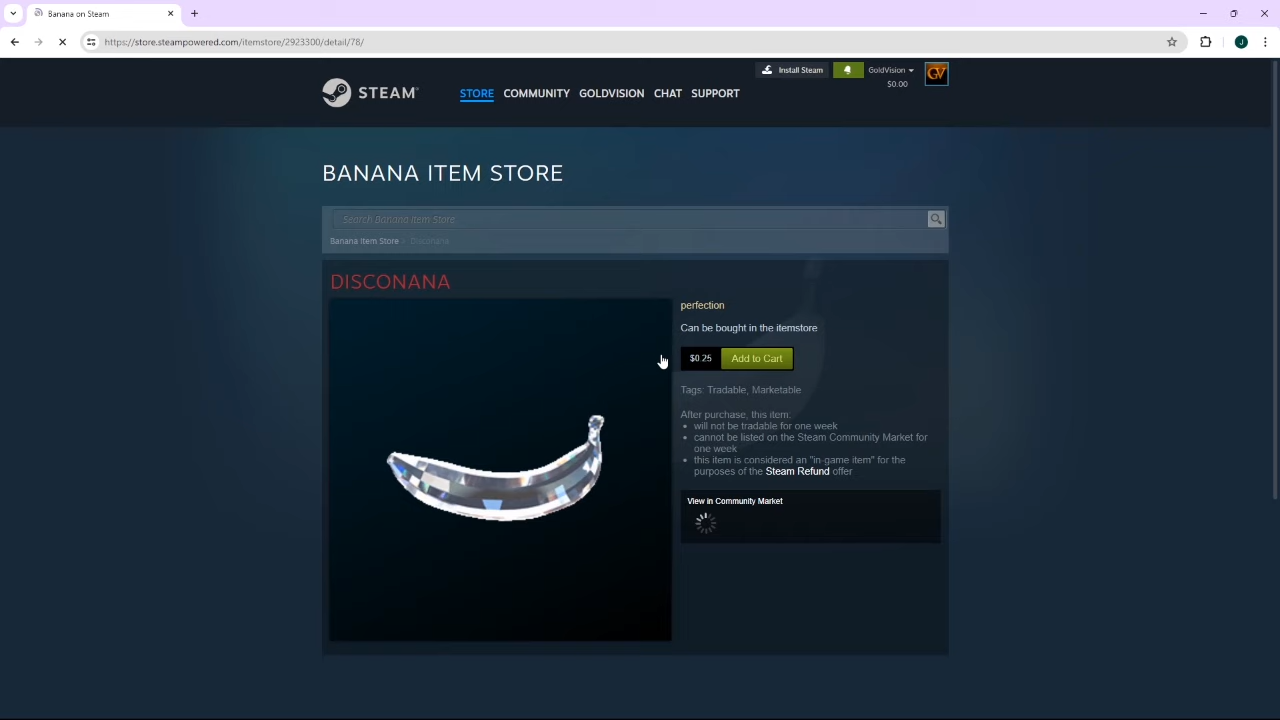 Banana on Steam
https://store.steampowered.com/itemstore/2923300/detail/78/
J
Install Steam
GoldVision
$0.00
GV
STEAM®
STORE COMMUNITY GOLDVISION CHAT SUPPORT
BANANA ITEM STORE
Search Banana Item Store
Banana Item Store > Disconana
DISCONANA
perfection
Can be bought in the itemstore
$0.25 Add to Cart
Tags: Tradable, Marketable
After purchase, this item:
• will not be tradable for one week
• cannot be listed on the Steam Community Market for
one week
• this item is considered an "in-game item" for the
purposes of the Steam Refund offer
View in Community Market